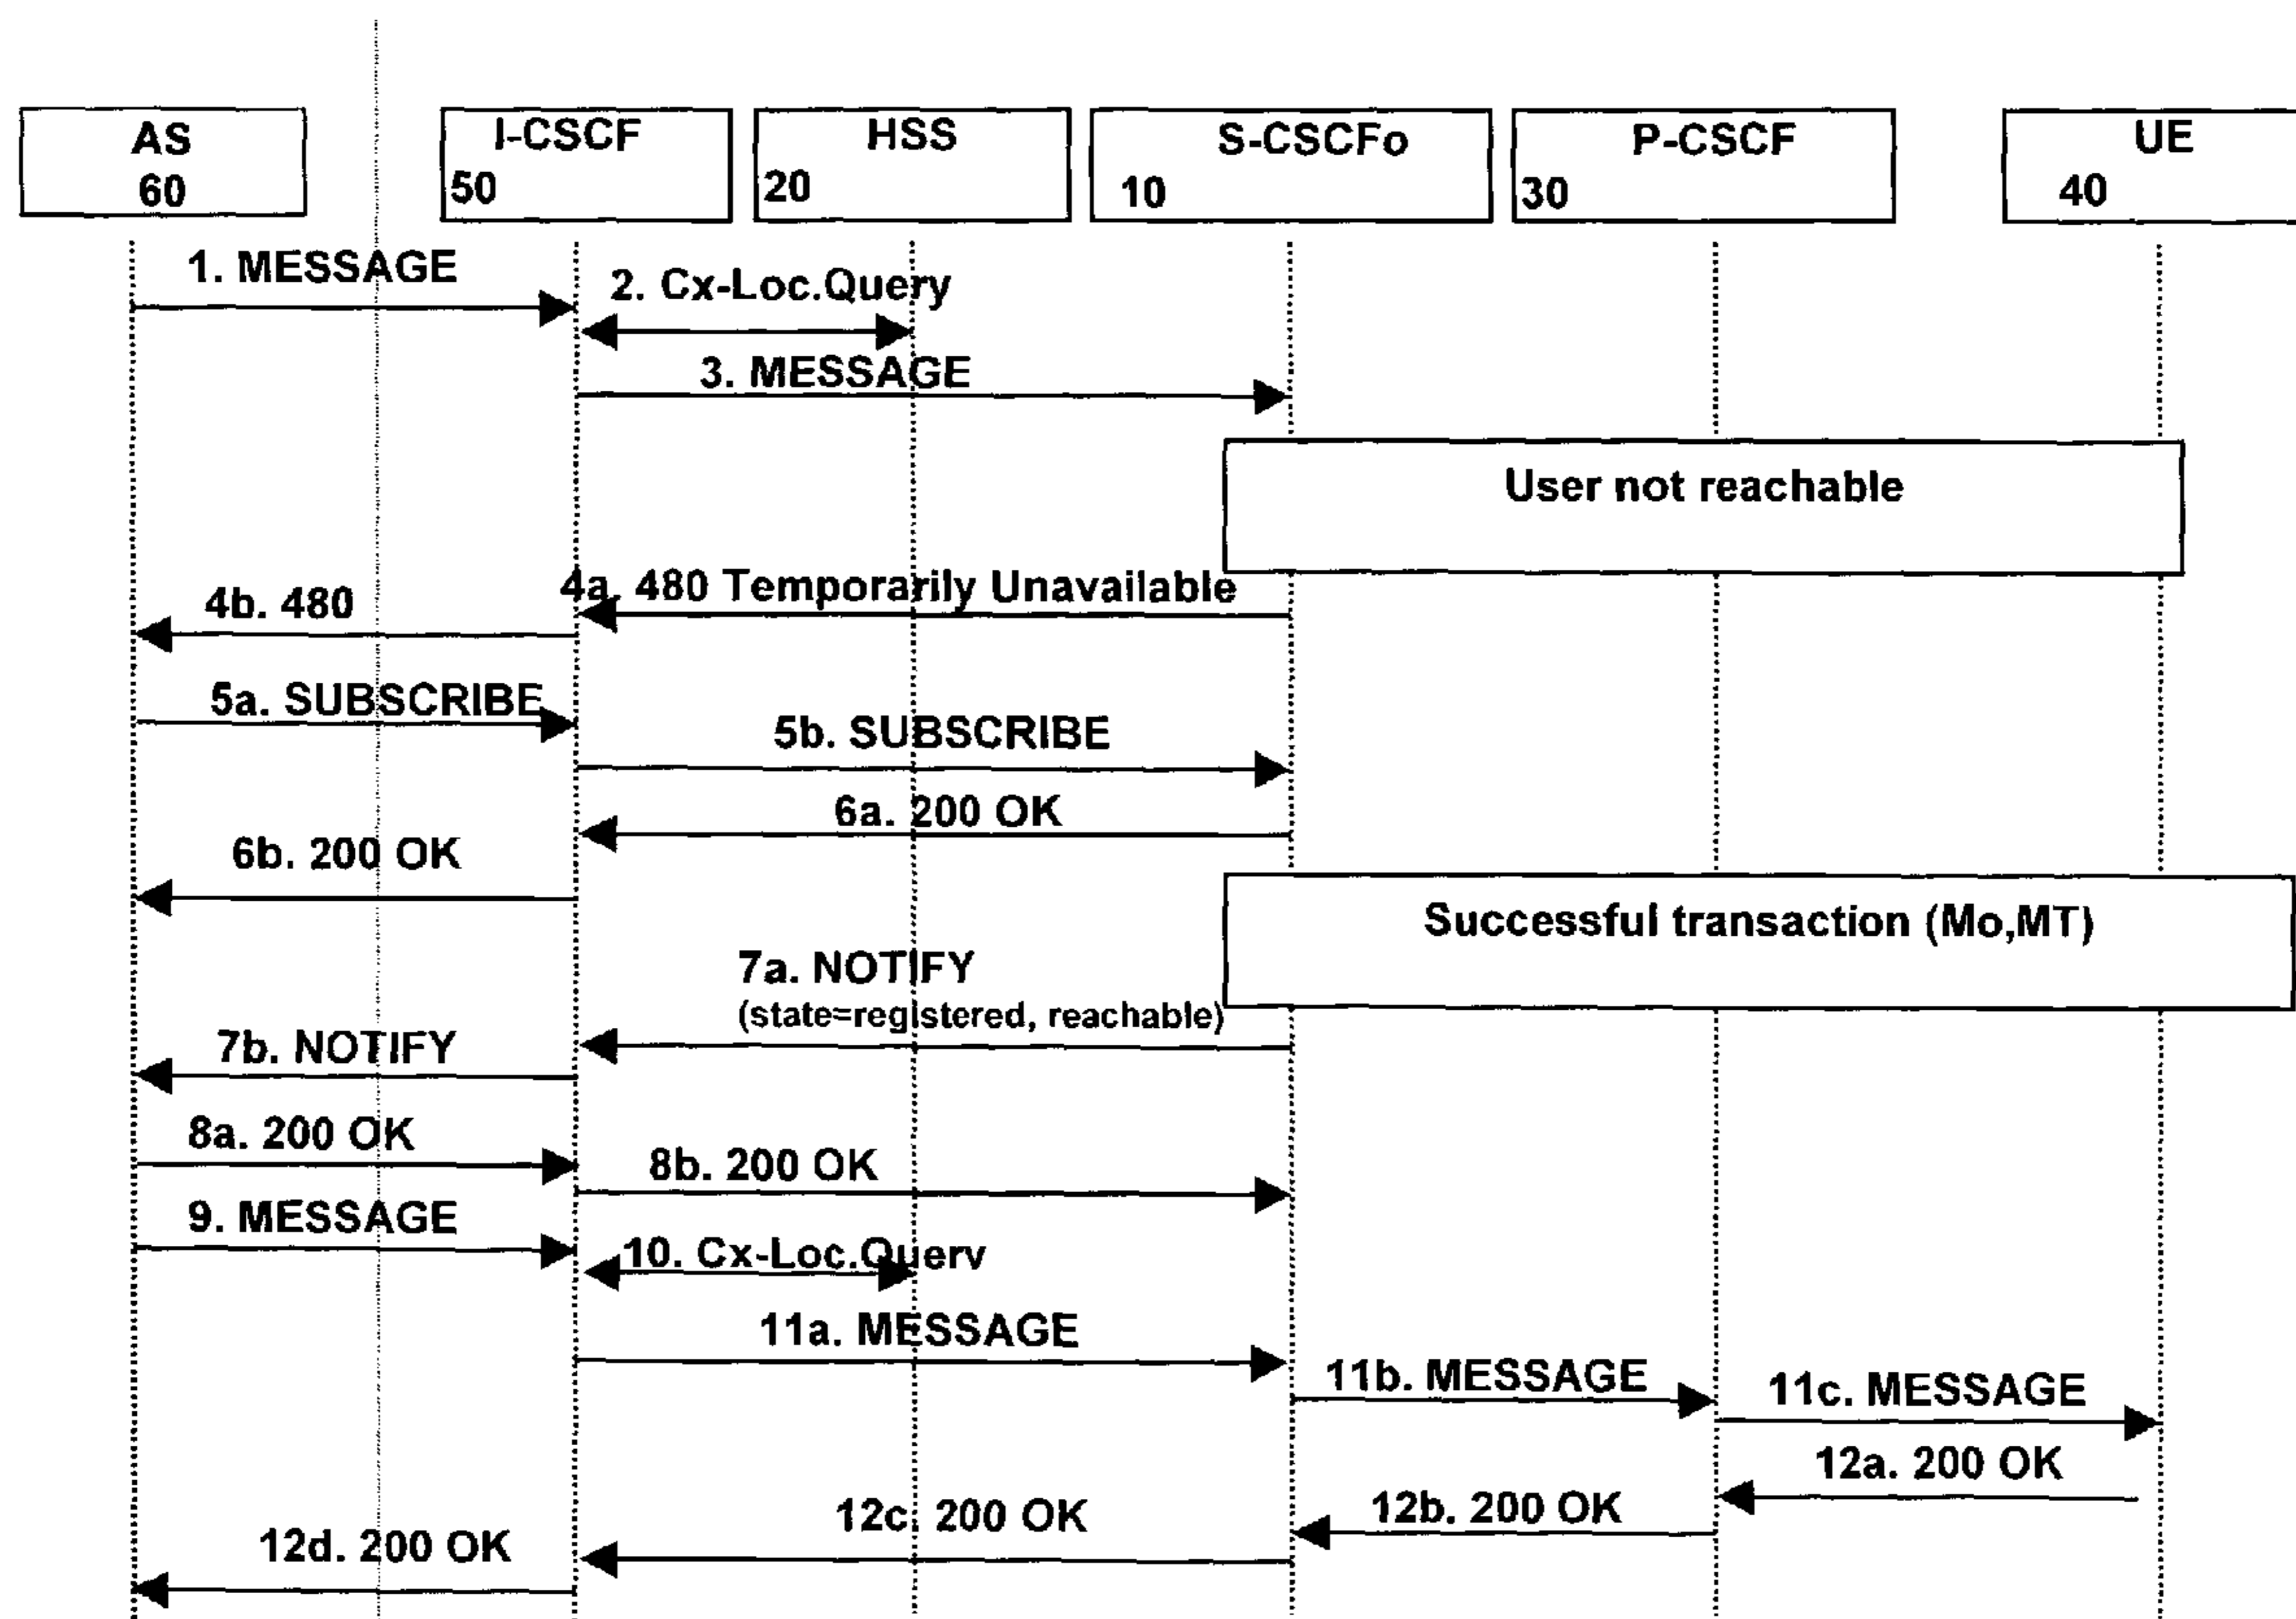 AS
60
I-CSCF
50
HSS
20
S-CSCFo
10
P-CSCF
30
UE
40
1. MESSAGE
2. Cx-Loc.Query
3. MESSAGE
User not reachable
4a. 480 Temporarily Unavailable
4b. 480
5a. SUBSCRIBE
5b. SUBSCRIBE
6a. 200 OK
6b. 200 OK
Successful transaction (Mo,MT)
7a. NOTIFY
(state=registered, reachable)
7b. NOTIFY
8a. 200 OK
8b. 200 OK
9. MESSAGE
10. Cx-Loc.Query
11a. MESSAGE
11b. MESSAGE
11c. MESSAGE
12a. 200 OK
12b. 200 OK
12c. 200 OK
12d. 200 OK